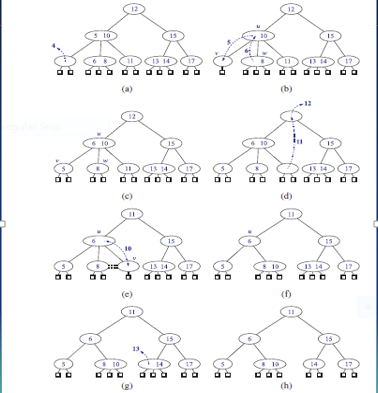 12 12
u
4 5 10 15 5 10 15
v 6 w
6 8 11 13 14 17 8 11 13 14 17
(a) (b)
12
12
u
6 10 15 6 10 15
11
v w
5 8 11 13 14 17 5 8 13 14 17
(c) (d)
11 11
u u
6 15 6 15
10
v
5 8 13 14 17 5 8 10 13 14 17
(e) (f)
11 11
6 15 6 15
13
5 8 10 14 17 5 8 10 14 17
(g) (h)